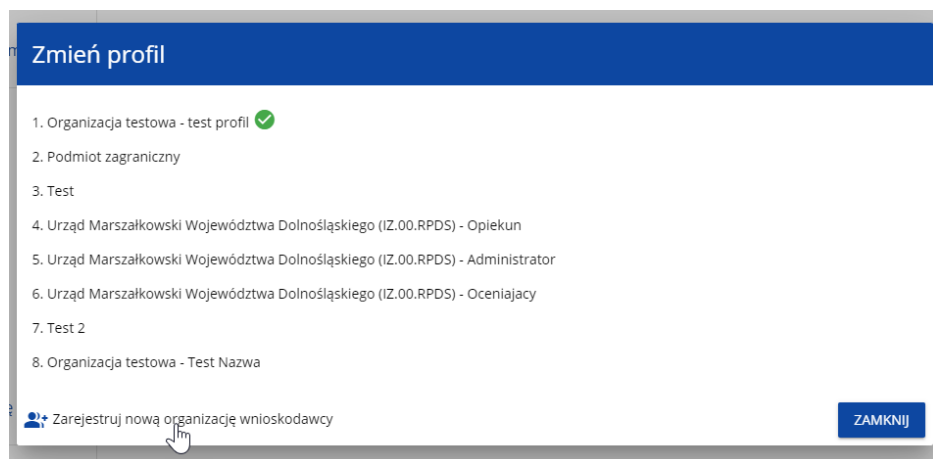 Zmień profil
1. Organizacja testowa - test profil
2. Podmiot zagraniczny
3. Test
4. Urząd Marszałkowski Województwa Dolnośląskiego (IZ.00.RPDS) - Opiekun
5. Urząd Marszałkowski Województwa Dolnośląskiego (IZ.00.RPDS) - Administrator
6. Urząd Marszałkowski Województwa Dolnośląskiego (IZ.00.RPDS) - Oceniajacy
7. Test 2
8. Organizacja testowa - Test Nazwa
Zarejestruj nową organizację wnioskodawcy
ZAMKNIJ